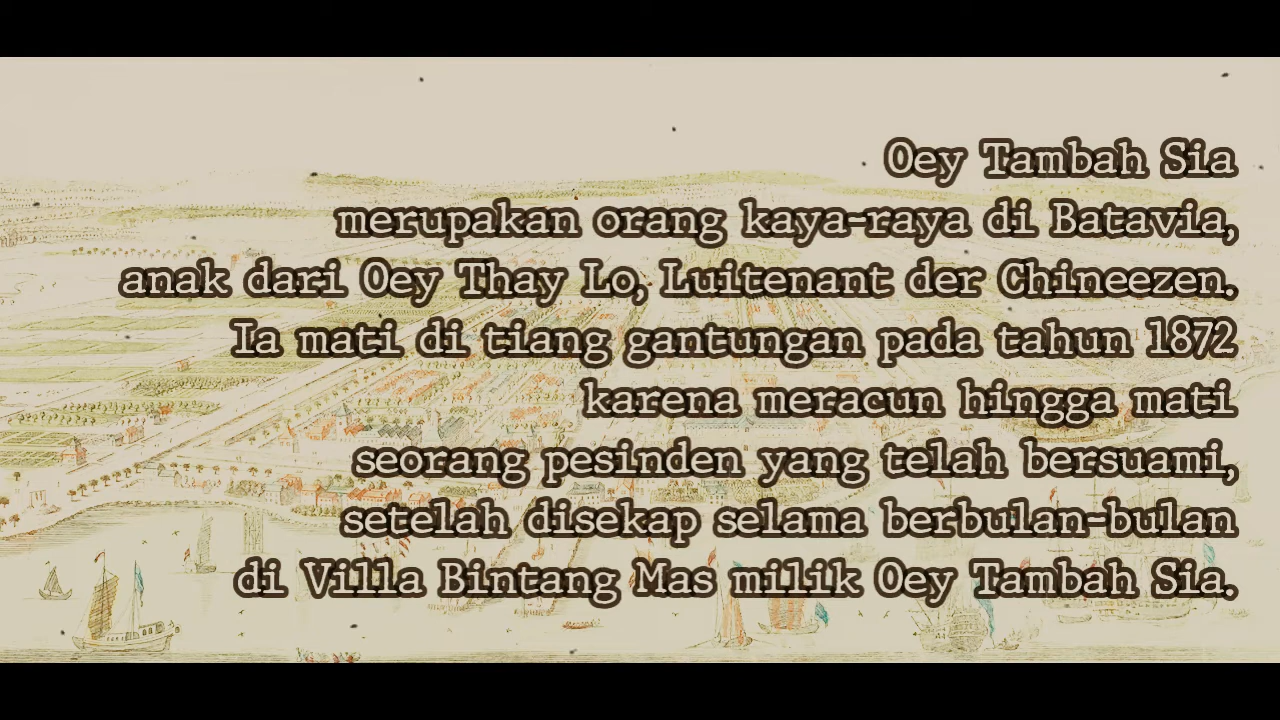 Oey Tambah Sia
merupakan orang kaya-raya di Batavia,
anak dari Oey Thay Lo, Luitenant der Chineezen.
Ia mati di tiang gantungan pada tahun 1872
karena meracun hingga mati
seorang pesinden yang telah bersuami,
setelah disekap selama berbulan-bulan
di Villa Bintang Mas milik Oey Tambah Sia.